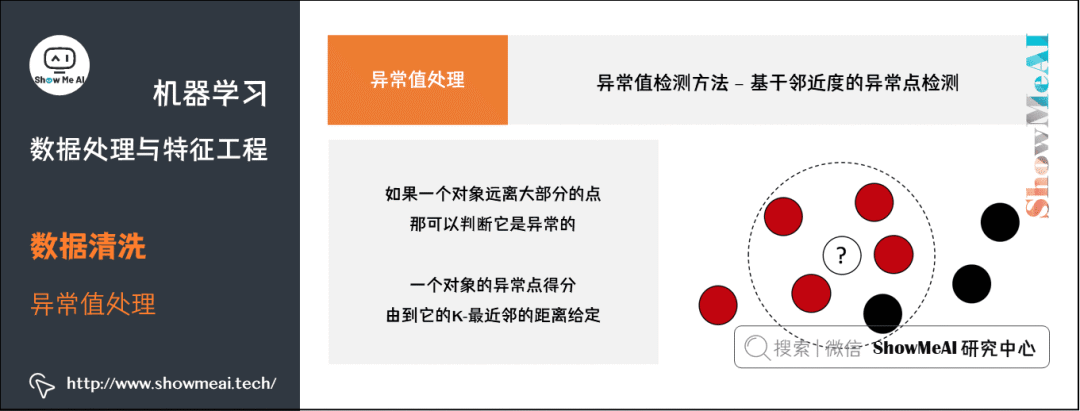 Show Me AI
机器学习
数据处理与特征工程
数据清洗
异常值处理
http://www.showmeai.tech/
异常值处理
异常值检测方法 – 基于邻近度的异常点检测
ShowMeAI
如果一个对象远离大部分的点
那可以判断它是异常的
一个对象的异常点得分
由到它的K-最近邻的距离给定
?
搜索 | 微信 ShowMeAI 研究中心